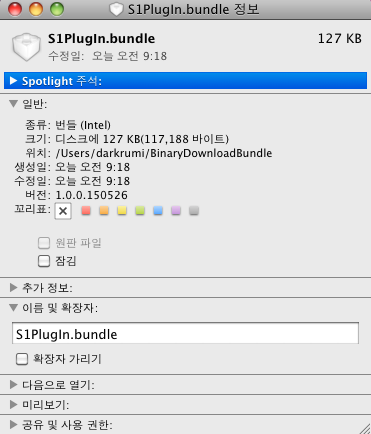 S1PlugIn.bundle 정보
S1PlugIn.bundle 127 KB
수정일: 오늘 오전 9:18
Spotlight 주석:
일반:
종류: 번들 (Intel)
크기: 디스크에 127 KB(117,188 바이트)
위치: /Users/darkrumi/BinaryDownloadBundle
생성일: 오늘 오전 9:18
수정일: 오늘 오전 9:18
버전: 1.0.0.150526
꼬리표:
원판 파일
잠김
추가 정보:
이름 및 확장자:
S1PlugIn.bundle
확장자 가리기
다음으로 열기:
미리보기:
공유 및 사용 권한: